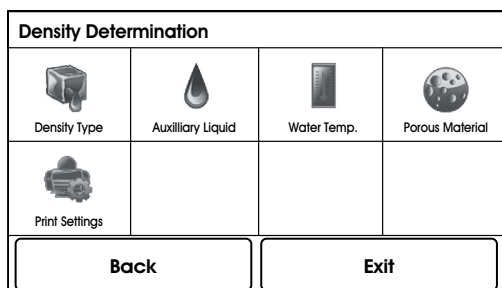 Density Determination
Density Type
Auxilliary Liquid
Water Temp.
Porous Material
Print Settings
Back
Exit